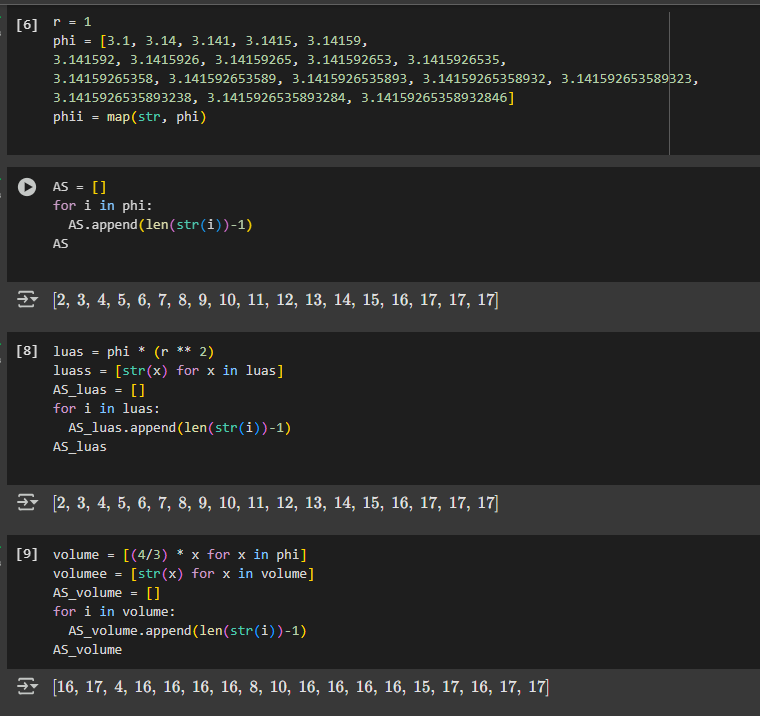 [6] r = 1
phi = [3.1, 3.14, 3.141, 3.1415, 3.14159,
3.141592, 3.1415926, 3.14159265, 3.141592653, 3.1415926535,
3.14159265358, 3.141592653589, 3.1415926535893, 3.14159265358932, 3.141592653589323,
3.1415926535893238, 3.1415926535893284, 3.14159265358932846]
phii = map(str, phi)
AS = []
for i in phi:
  AS.append(len(str(i))-1)
AS
[2, 3, 4, 5, 6, 7, 8, 9, 10, 11, 12, 13, 14, 15, 16, 17, 17, 17]
[8] luas = phi * (r ** 2)
luass = [str(x) for x in luas]
AS_luas = []
for i in luas:
  AS_luas.append(len(str(i))-1)
AS_luas
[2, 3, 4, 5, 6, 7, 8, 9, 10, 11, 12, 13, 14, 15, 16, 17, 17, 17]
[9] volume = [(4/3) * x for x in phi]
volumee = [str(x) for x in volume]
AS_volume = []
for i in volume:
  AS_volume.append(len(str(i))-1)
AS_volume
[16, 17, 4, 16, 16, 16, 16, 8, 10, 16, 16, 16, 16, 15, 17, 16, 17, 17]